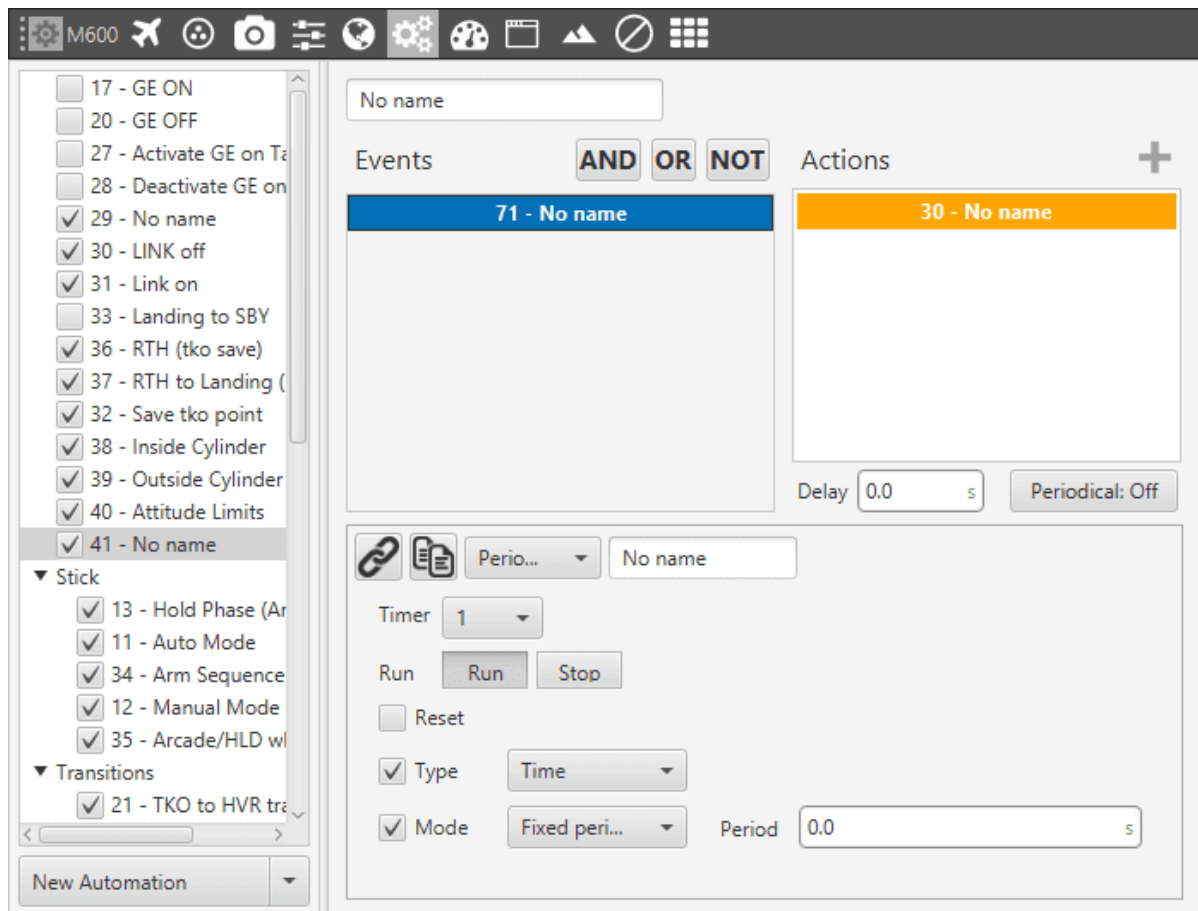 M600
17 - GE ON
20 - GE OFF
27 - Activate GE on Ta
28 - Deactivate GE on
29 - No name
30 - LINK off
31 - Link on
33 - Landing to SBY
36 - RTH (tko save)
37 - RTH to Landing (
32 - Save tko point
38 - Inside Cylinder
39 - Outside Cylinder
40 - Attitude Limits
41 - No name
Stick
13 - Hold Phase (Ar
11 - Auto Mode
34 - Arm Sequence
12 - Manual Mode
35 - Arcade/HLD wl
Transitions
21 - TKO to HVR tra
New Automation
No name
Events AND OR NOT
71 - No name
Actions
30 - No name
Delay 0.0 s Periodical: Off
Perio... No name
Timer 1
Run Run Stop
Reset
Type Time
Mode Fixed peri... Period 0.0 s